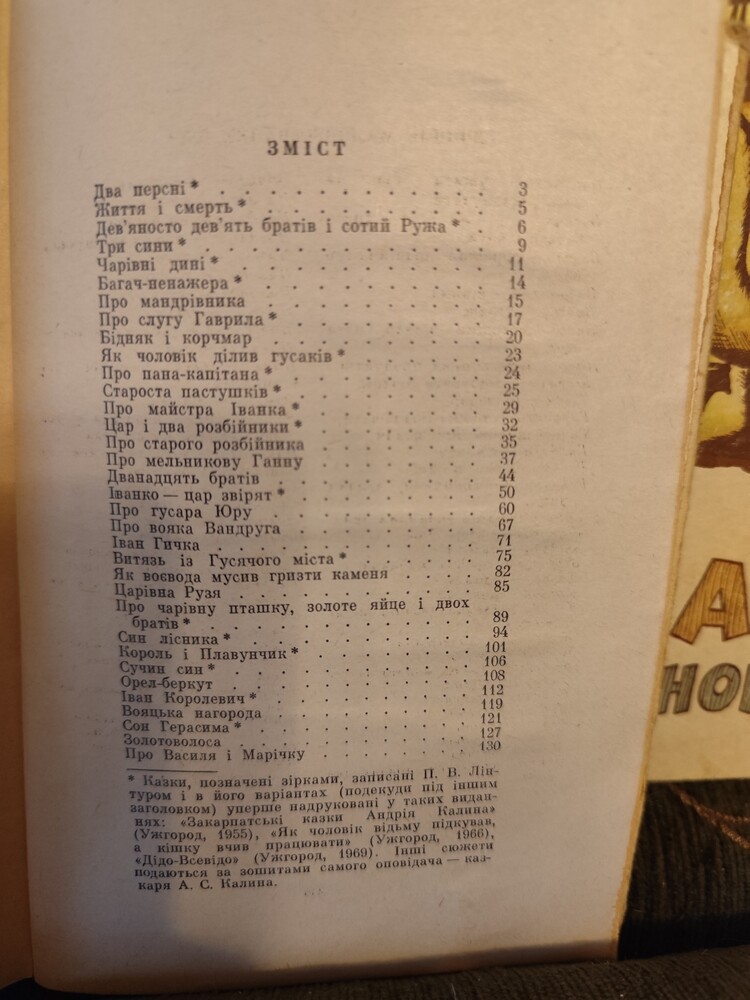 ЗМІСТ
Два персні * . . . . . . . . . . . . 3
Життя і смерть * . . . . . . . . . . 5
Дев'яносто дев'ять братів і сотий Ружа * . 6
Три сини * . . . . . . . . . . . . 9
Чарівні дині * . . . . . . . . . . . 11
Багач-пенажера * . . . . . . . . . . 14
Про мандрівника . . . . . . . . . . 15
Про слугу Гаврила * . . . . . . . . . 17
Бідняк і корчмар . . . . . . . . . . 20
Як чоловік ділив гусаків * . . . . . . 23
Про пана-капітана * . . . . . . . . . 24
Староста пастушків * . . . . . . . . . 25
Про майстра Іванка * . . . . . . . . 29
Цар і два розбійники * . . . . . . . . 32
Про старого розбійника . . . . . . . . 35
Про мельникову Ганну . . . . . . . . 37
Дванадцять братів . . . . . . . . . . 44
Іванко — цар звірят * . . . . . . . . . 50
Про гусара Юру . . . . . . . . . . . 60
Про вояка Вандруга . . . . . . . . . 67
Іван Гичка . . . . . . . . . . . . . 71
Витязь із Гусячого міста * . . . . . . . 75
Як воєвода мусив гризти каменя . . . . 82
Царівна Рузя . . . . . . . . . . . . 85
Про чарівну пташку, золоте яйце і двох
братів * . . . . . . . . . . . . . 89
Син лісника * . . . . . . . . . . . . 94
Король і Плавунчик * . . . . . . . . . 101
Сучин син * . . . . . . . . . . . . 106
Орел-беркут . . . . . . . . . . . . 108
Іван Королевич * . . . . . . . . . . 112
Вояцька нагорода . . . . . . . . . . 119
Сон Герасима * . . . . . . . . . . . 121
Золотоволоса . . . . . . . . . . . . 127
Про Василя і Марічку . . . . . . . . 130
* Казки, позначені зірками, записані П. В. Лін-
туром і в його варіантах (подекуди під іншим
заголовком) уперше надруковані у таких видан-
нях: «Закарпатські казки Андрія Калина»
(Ужгород, 1955), «Як чоловік відьму підкував,
а кішку вчив працювати» (Ужгород, 1966),
«Дідо-Всевідо» (Ужгород, 1969). Інші сюжети
подаються за зошитами самого оповідача — каз-
каря А. С. Калина.